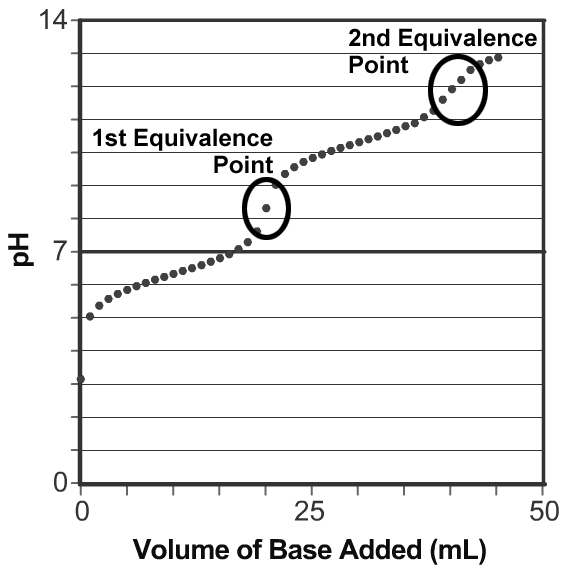 14
2nd Equivalence
Point
1st Equivalence
Point
pH
7
0
0
25
50
Volume of Base Added (mL)